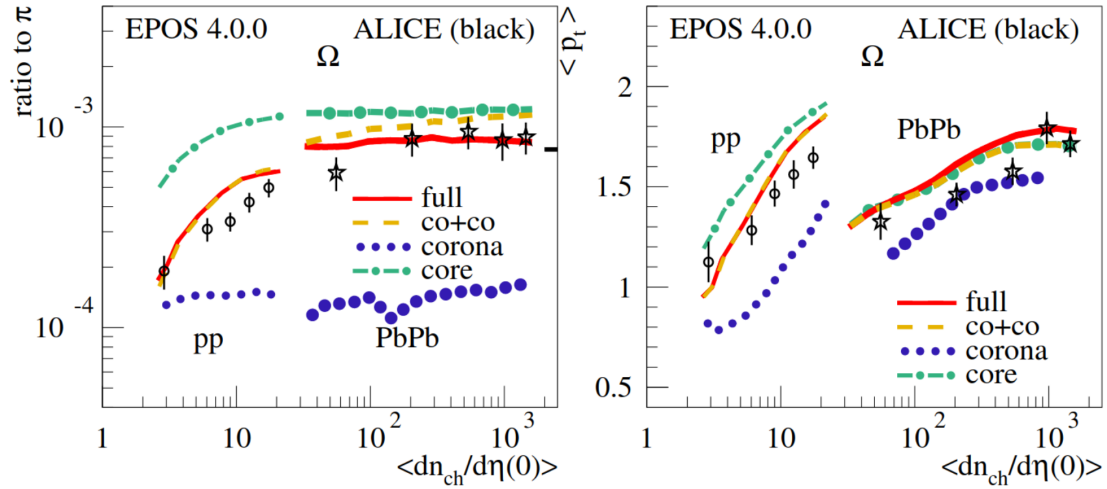 EPOS 4.0.0 ALICE (black)
Ω
ratio to π
10⁻³
10⁻⁴
pp
PbPb
full
co+co
corona
core
1 10 10² 10³
<dn_ch/dη(0)>
EPOS 4.0.0 ALICE (black)
Ω
< p_t >
2
1.5
1
0.5
pp
PbPb
full
co+co
corona
core
1 10 10² 10³
<dn_ch/dη(0)>